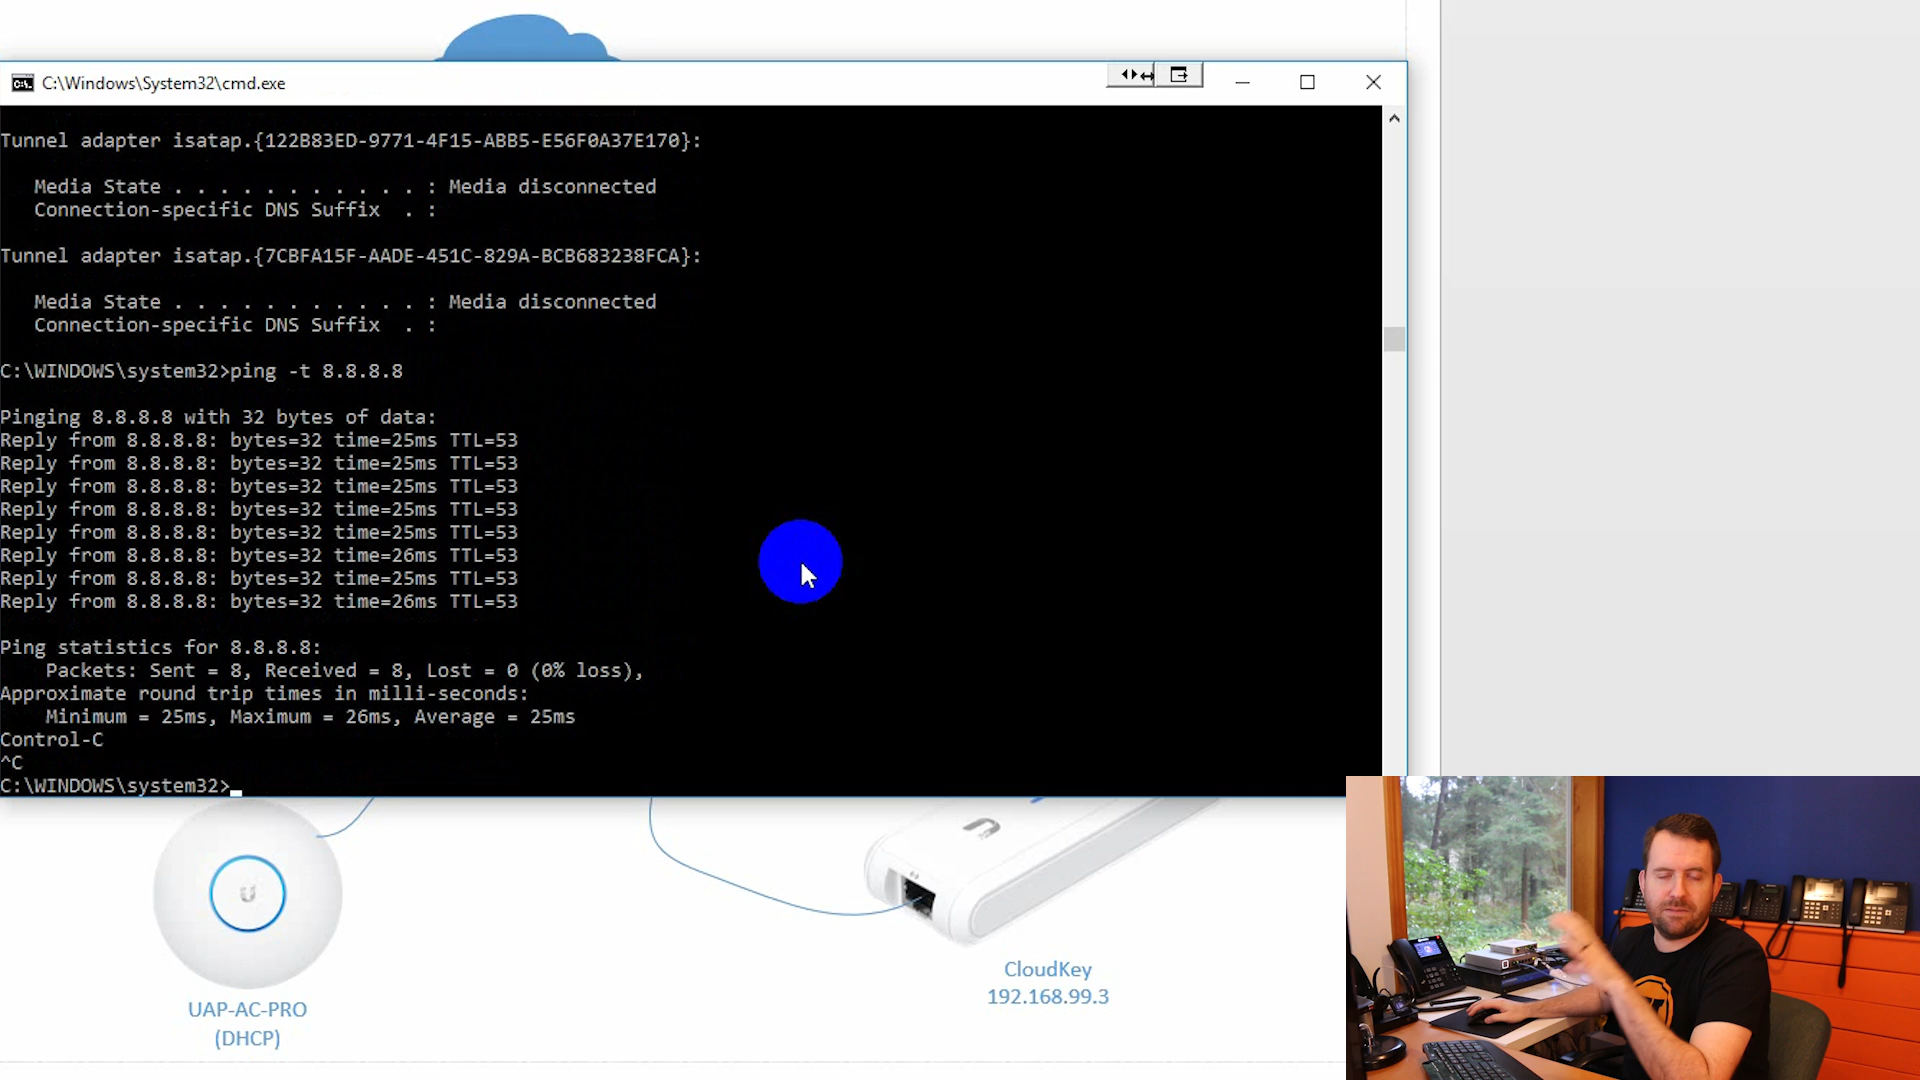 C:\Windows\System32\cmd.exe
Tunnel adapter isatap.{122B83ED-9771-4F15-ABB5-E56F0A37E170}:
Media State . . . . . . . . . . . : Media disconnected
Connection-specific DNS Suffix  . :
Tunnel adapter isatap.{7CBFA15F-AADE-451C-829A-BCB683238FCA}:
Media State . . . . . . . . . . . : Media disconnected
Connection-specific DNS Suffix  . :
C:\WINDOWS\system32>ping -t 8.8.8.8
Pinging 8.8.8.8 with 32 bytes of data:
Reply from 8.8.8.8: bytes=32 time=25ms TTL=53
Reply from 8.8.8.8: bytes=32 time=25ms TTL=53
Reply from 8.8.8.8: bytes=32 time=25ms TTL=53
Reply from 8.8.8.8: bytes=32 time=25ms TTL=53
Reply from 8.8.8.8: bytes=32 time=25ms TTL=53
Reply from 8.8.8.8: bytes=32 time=26ms TTL=53
Reply from 8.8.8.8: bytes=32 time=25ms TTL=53
Reply from 8.8.8.8: bytes=32 time=26ms TTL=53
Ping statistics for 8.8.8.8:
Packets: Sent = 8, Received = 8, Lost = 0 (0% loss),
Approximate round trip times in milli-seconds:
Minimum = 25ms, Maximum = 26ms, Average = 25ms
Control-C
^C
C:\WINDOWS\system32>
UAP-AC-PRO
(DHCP)
CloudKey
192.168.99.3